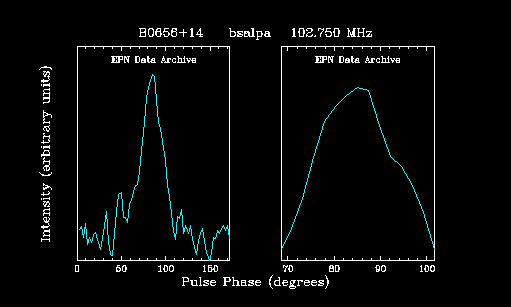 B0656+14 bsalpa 102.750 MHz
EPN Data Archive EPN Data Archive
Intensity (arbitrary units)
0 50 100 150 70 80 90 100
Pulse Phase (degrees)